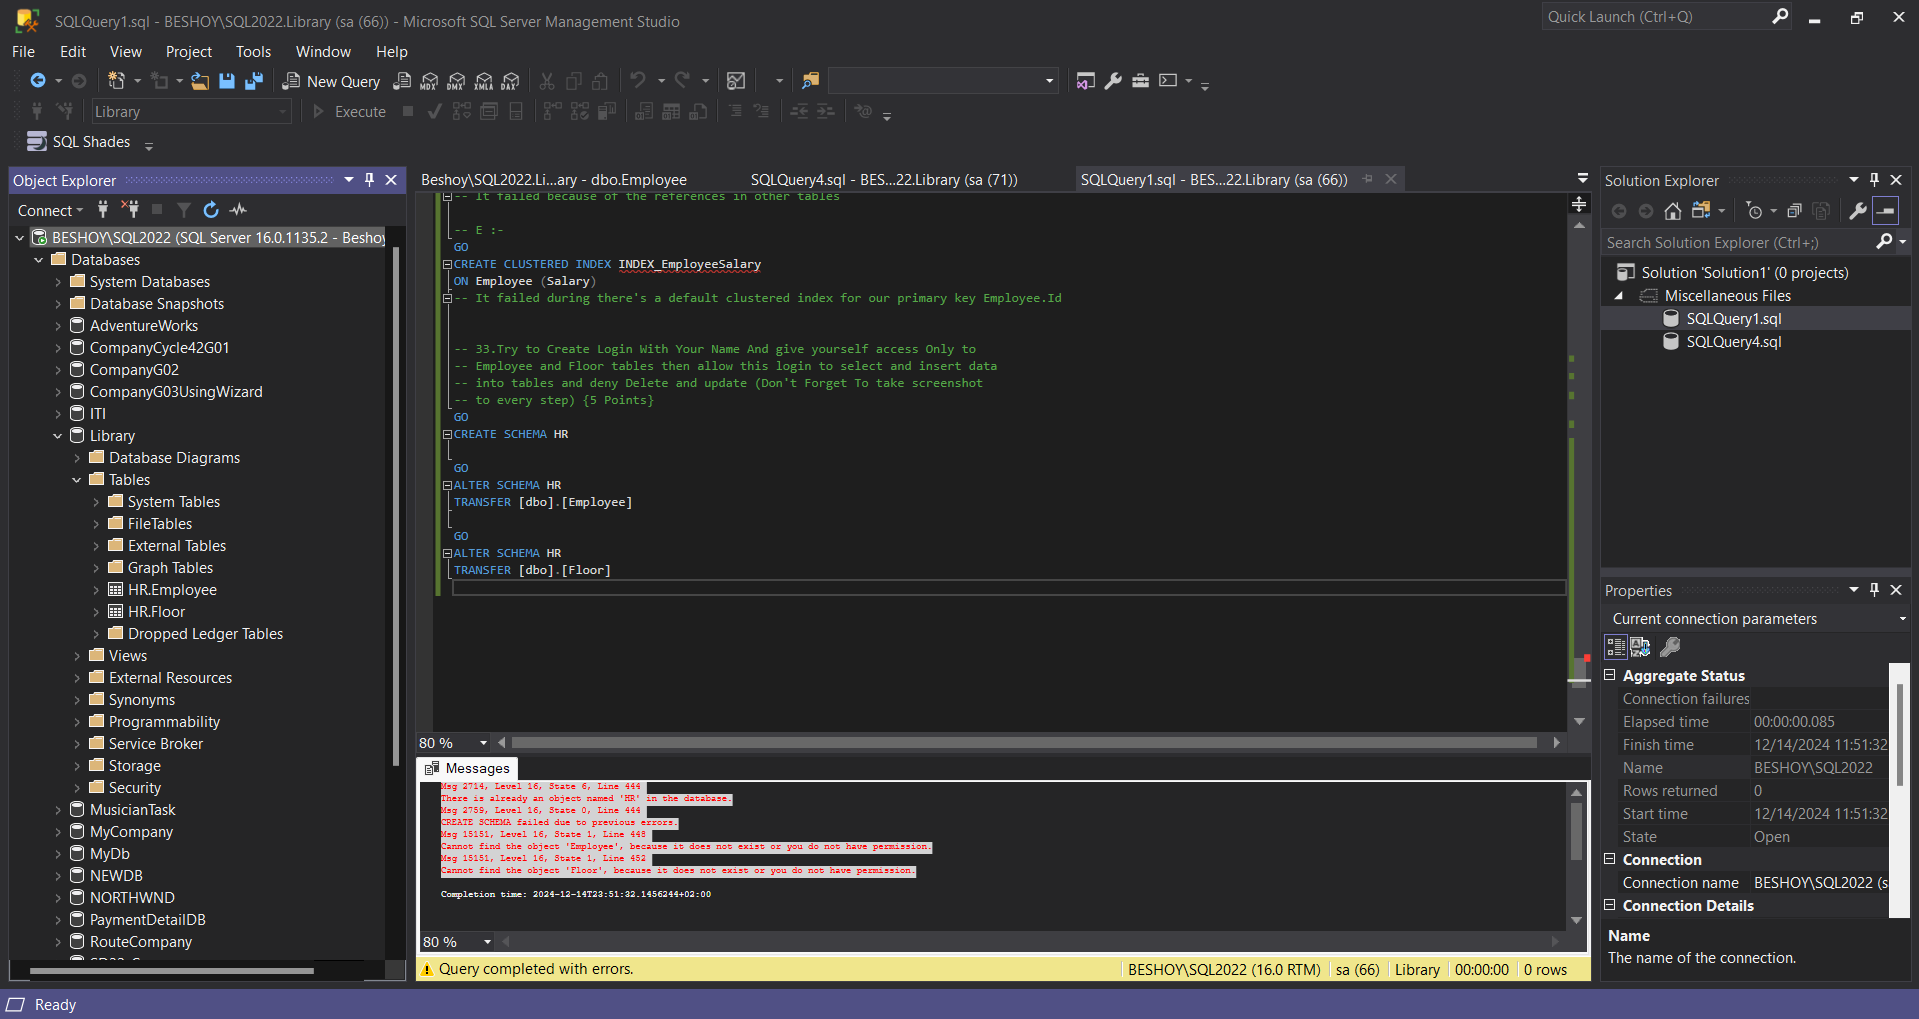 SQLQuery1.sql - BESHOY\SQL2022.Library (sa (66)) - Microsoft SQL Server Management Studio
Quick Launch (Ctrl+Q)
File Edit View Project Tools Window Help
New Query MDX DMX XMLA DAX
Library Execute
SQL Shades
Object Explorer
Connect
BESHOY\SQL2022 (SQL Server 16.0.1135.2 - Beshoy
Databases
System Databases
Database Snapshots
AdventureWorks
CompanyCycle42G01
CompanyG02
CompanyG03UsingWizard
ITI
Library
Database Diagrams
Tables
System Tables
FileTables
External Tables
Graph Tables
HR.Employee
HR.Floor
Dropped Ledger Tables
Views
External Resources
Synonyms
Programmability
Service Broker
Storage
Security
MusicianTask
MyCompany
MyDb
NEWDB
NORTHWND
PaymentDetailDB
RouteCompany
Beshoy\SQL2022.Li...ary - dbo.Employee
SQLQuery4.sql - BES...22.Library (sa (71))
SQLQuery1.sql - BES...22.Library (sa (66))
-- It failed because of the references in other tables
-- E :-
GO
CREATE CLUSTERED INDEX INDEX_EmployeeSalary
ON Employee (Salary)
-- It failed during there's a default clustered index for our primary key Employee.Id
-- 33.Try to Create Login With Your Name And give yourself access Only to
-- Employee and Floor tables then allow this login to select and insert data
-- into tables and deny Delete and update (Don't Forget To take screenshot
-- to every step) {5 Points}
GO
CREATE SCHEMA HR
GO
ALTER SCHEMA HR
TRANSFER [dbo].[Employee]
GO
ALTER SCHEMA HR
TRANSFER [dbo].[Floor]
80 %
Messages
Msg 2714, Level 16, State 6, Line 444
There is already an object named 'HR' in the database.
Msg 2759, Level 16, State 0, Line 444
CREATE SCHEMA failed due to previous errors.
Msg 15151, Level 16, State 1, Line 448
Cannot find the object 'Employee', because it does not exist or you do not have permission.
Msg 15151, Level 16, State 1, Line 452
Cannot find the object 'Floor', because it does not exist or you do not have permission.
Completion time: 2024-12-14T23:51:32.1456244+02:00
80 %
Query completed with errors.
BESHOY\SQL2022 (16.0 RTM) sa (66) Library 00:00:00 0 rows
Solution Explorer
Search Solution Explorer (Ctrl+;)
Solution 'Solution1' (0 projects)
Miscellaneous Files
SQLQuery1.sql
SQLQuery4.sql
Properties
Current connection parameters
Aggregate Status
Connection failures
Elapsed time 00:00:00.085
Finish time 12/14/2024 11:51:32
Name BESHOY\SQL2022
Rows returned 0
Start time 12/14/2024 11:51:32
State Open
Connection
Connection name BESHOY\SQL2022 (s
Connection Details
Name
The name of the connection.
Ready